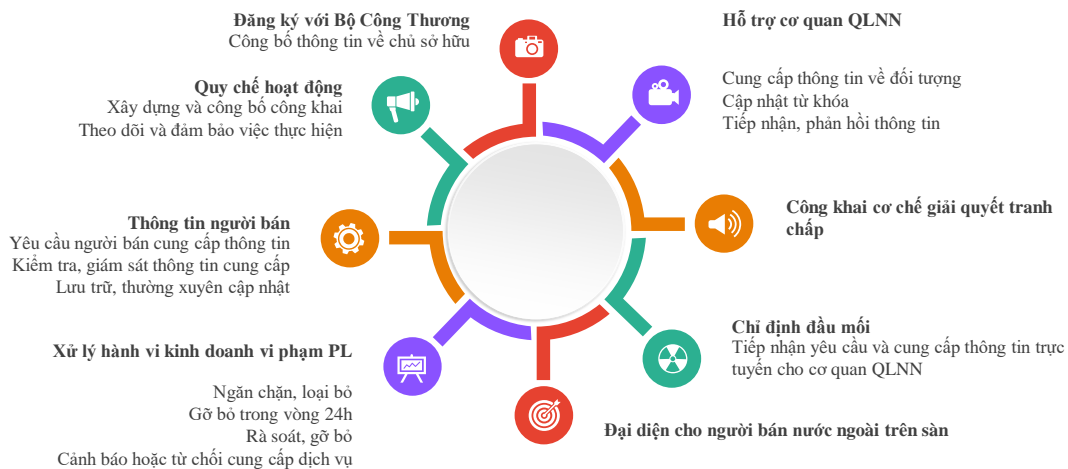 Đăng ký với Bộ Công Thương
Công bố thông tin về chủ sở hữu
Hỗ trợ cơ quan QLNN
Cung cấp thông tin về đối tượng
Cập nhật từ khóa
Tiếp nhận, phản hồi thông tin
Quy chế hoạt động
Xây dựng và công bố công khai
Theo dõi và đảm bảo việc thực hiện
Công khai cơ chế giải quyết tranh
chấp
Thông tin người bán
Yêu cầu người bán cung cấp thông tin
Kiểm tra, giám sát thông tin cung cấp
Lưu trữ, thường xuyên cập nhật
Chỉ định đầu mối
Tiếp nhận yêu cầu và cung cấp thông tin trực
tuyến cho cơ quan QLNN
Xử lý hành vi kinh doanh vi phạm PL
Ngăn chặn, loại bỏ
Gỡ bỏ trong vòng 24h
Rà soát, gỡ bỏ
Cảnh báo hoặc từ chối cung cấp dịch vụ
Đại diện cho người bán nước ngoài trên sàn